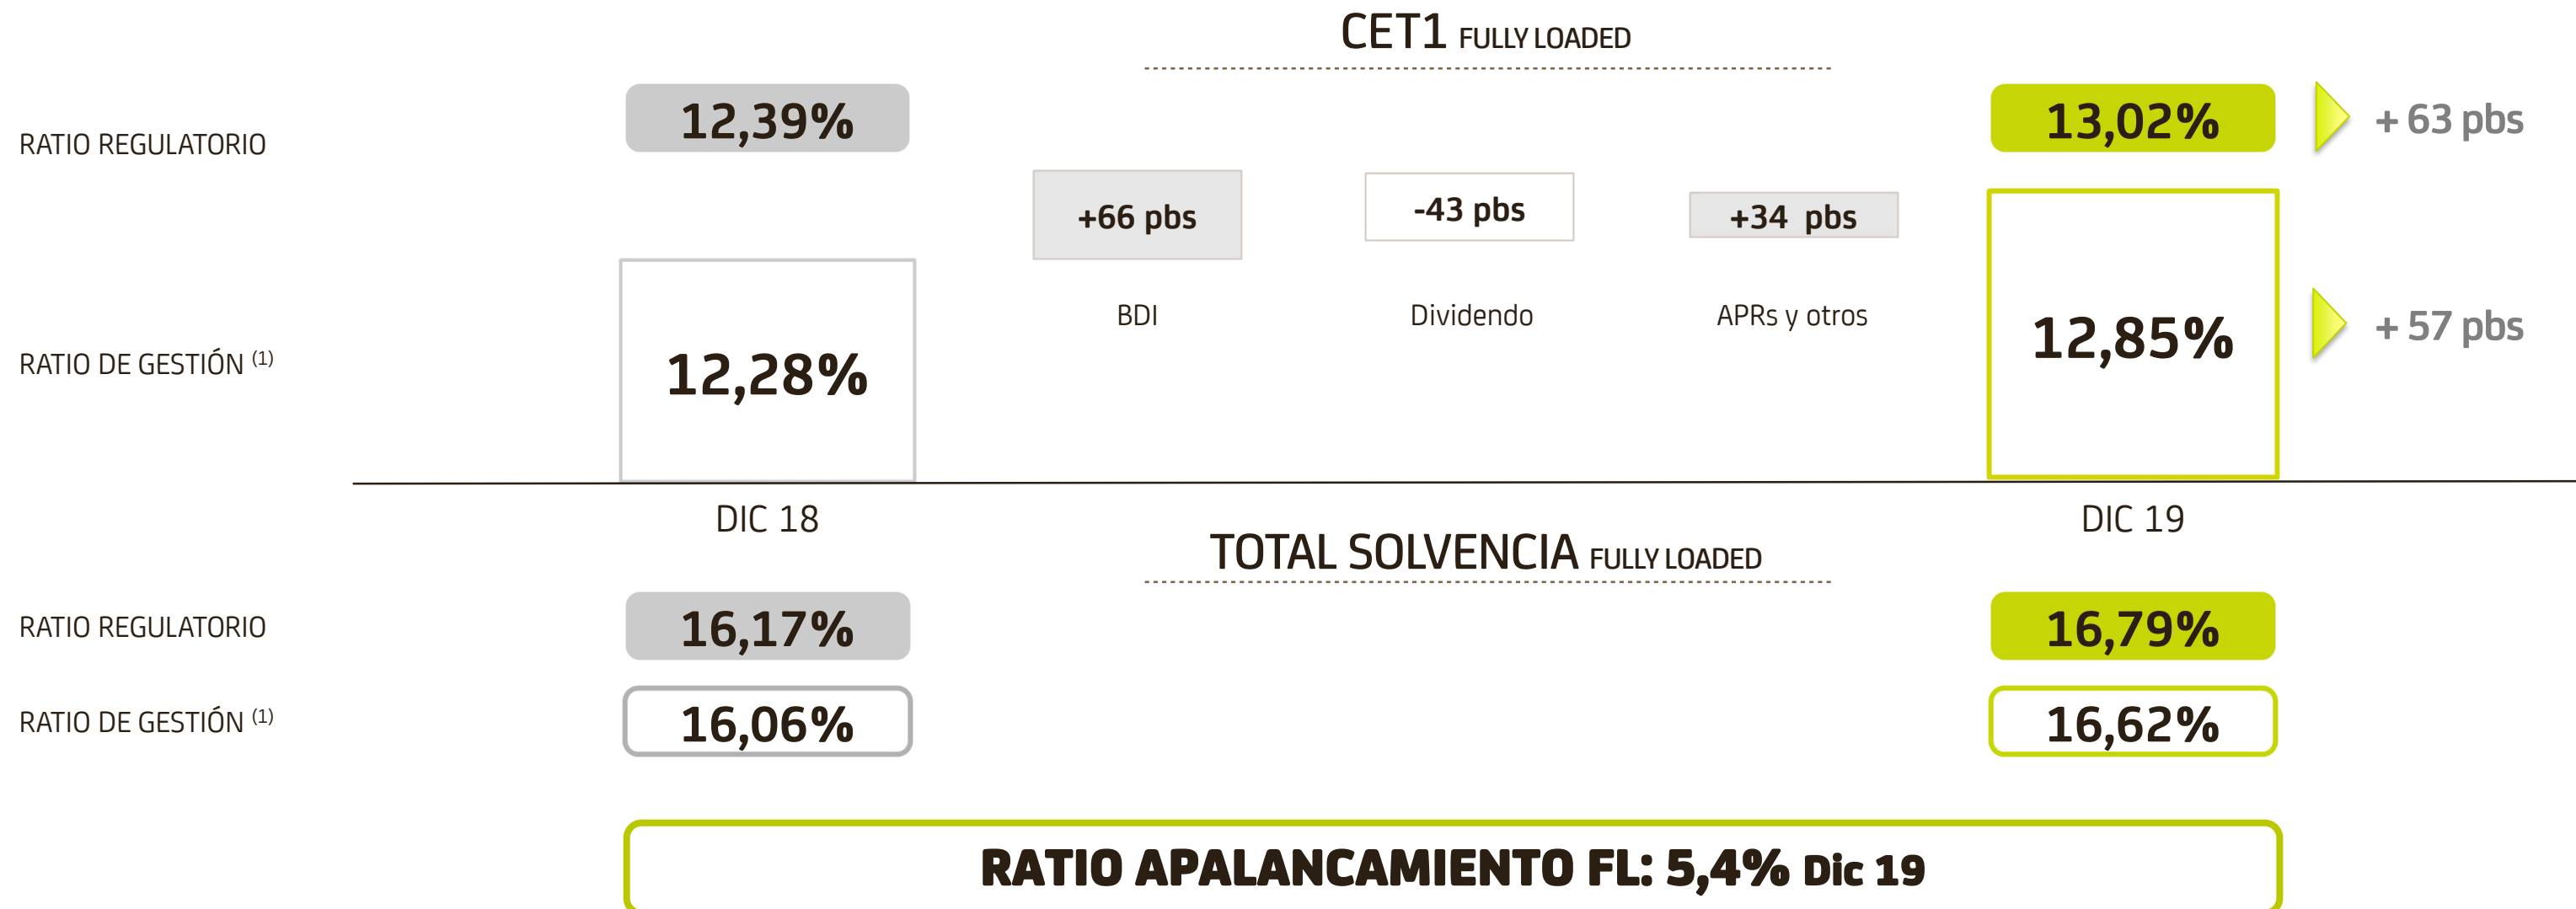 CET1 FULLY LOADED
RATIO REGULATORIO
12,39%
13,02%
+ 63 pbs
+66 pbs
-43 pbs
+34 pbs
BDI
Dividendo
APRs y otros
RATIO DE GESTIÓN (1)
12,28%
12,85%
+ 57 pbs
DIC 18
DIC 19
TOTAL SOLVENCIA FULLY LOADED
RATIO REGULATORIO
16,17%
16,79%
RATIO DE GESTIÓN (1)
16,06%
16,62%
RATIO APALANCAMIENTO FL: 5,4% Dic 19